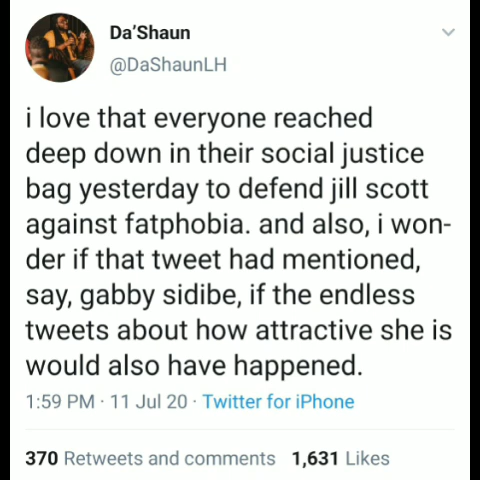 Da'Shaun
@DaShaunLH
i love that everyone reached
deep down in their social justice
bag yesterday to defend jill scott
against fatphobia. and also, i won-
der if that tweet had mentioned,
say, gabby sidibe, if the endless
tweets about how attractive she is
would also have happened.
1:59 PM · 11 Jul 20 · Twitter for iPhone
370 Retweets and comments 1,631 Likes